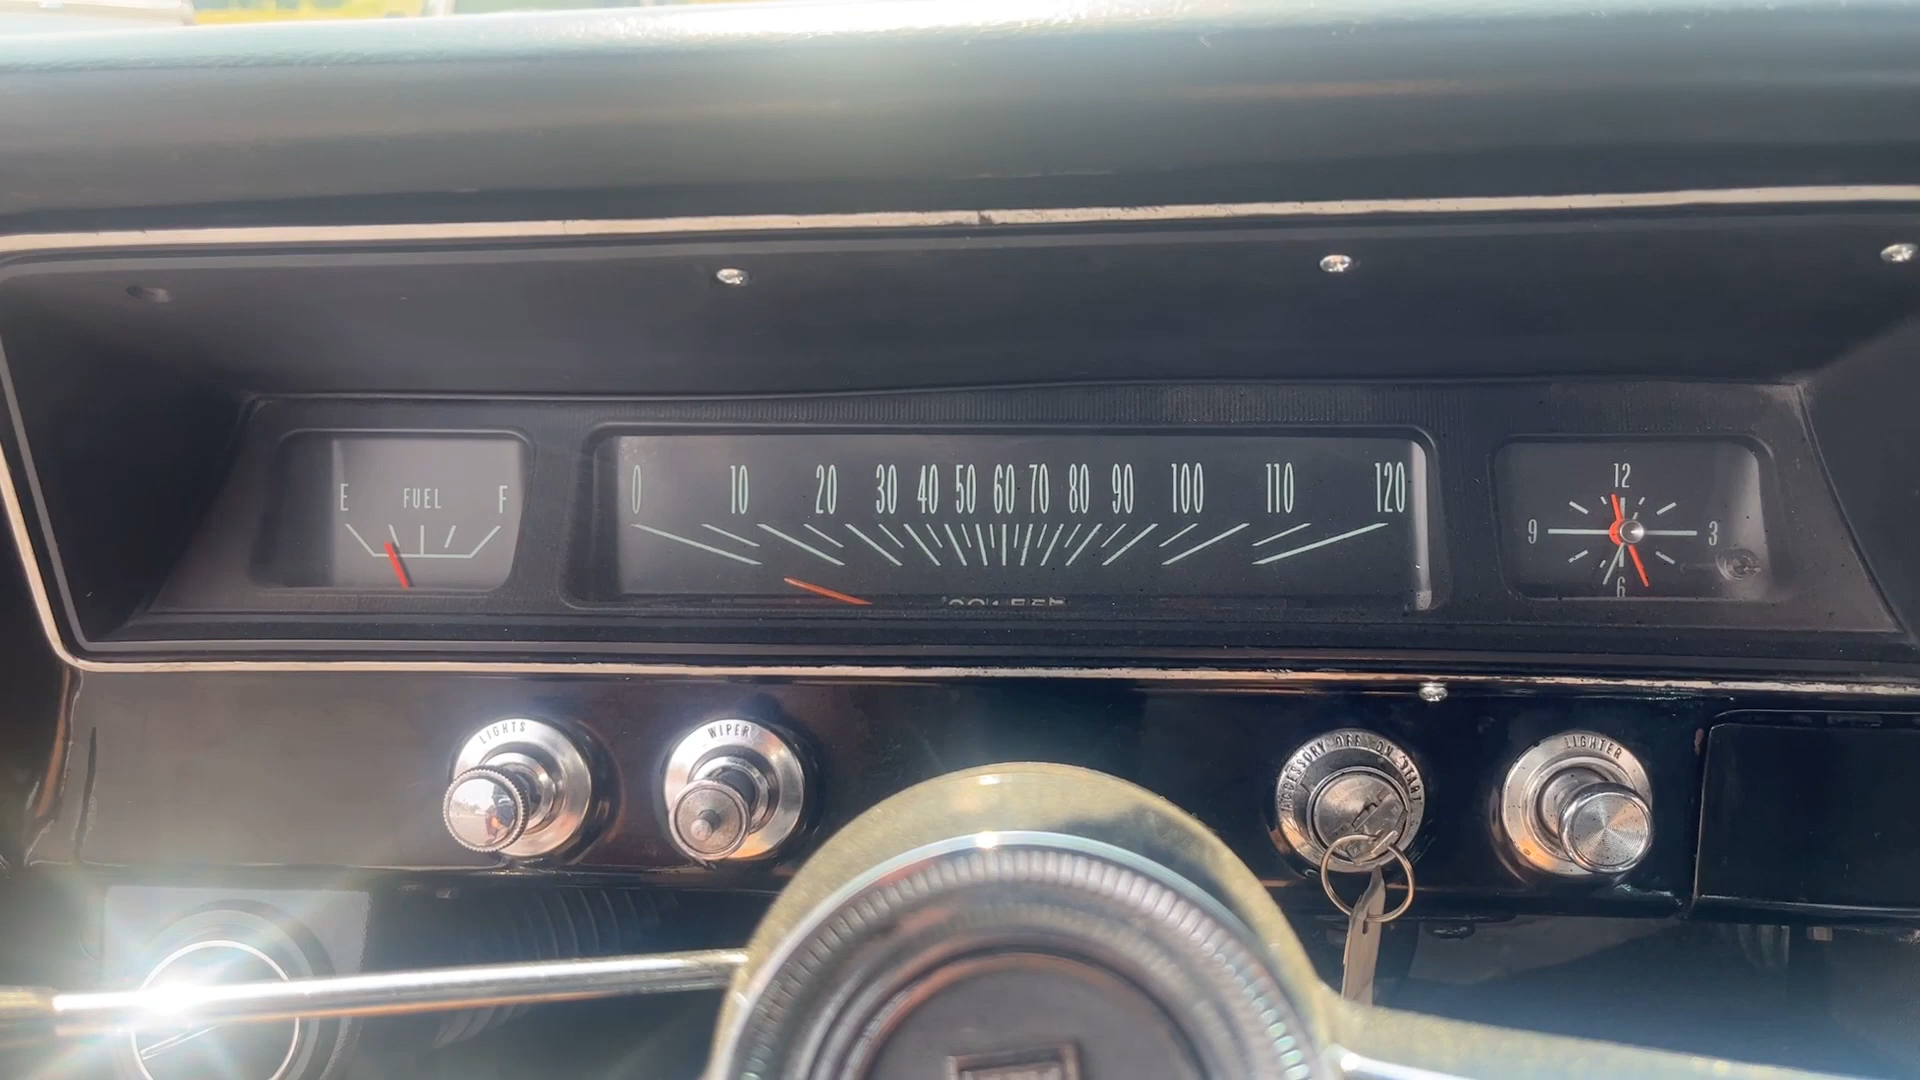 E FUEL F
0 10 20 30 40 50 60 70 80 90 100 110 120
12
9 3
6
LIGHTS
WIPER
ACCESSORY OFF ON START
LIGHTER